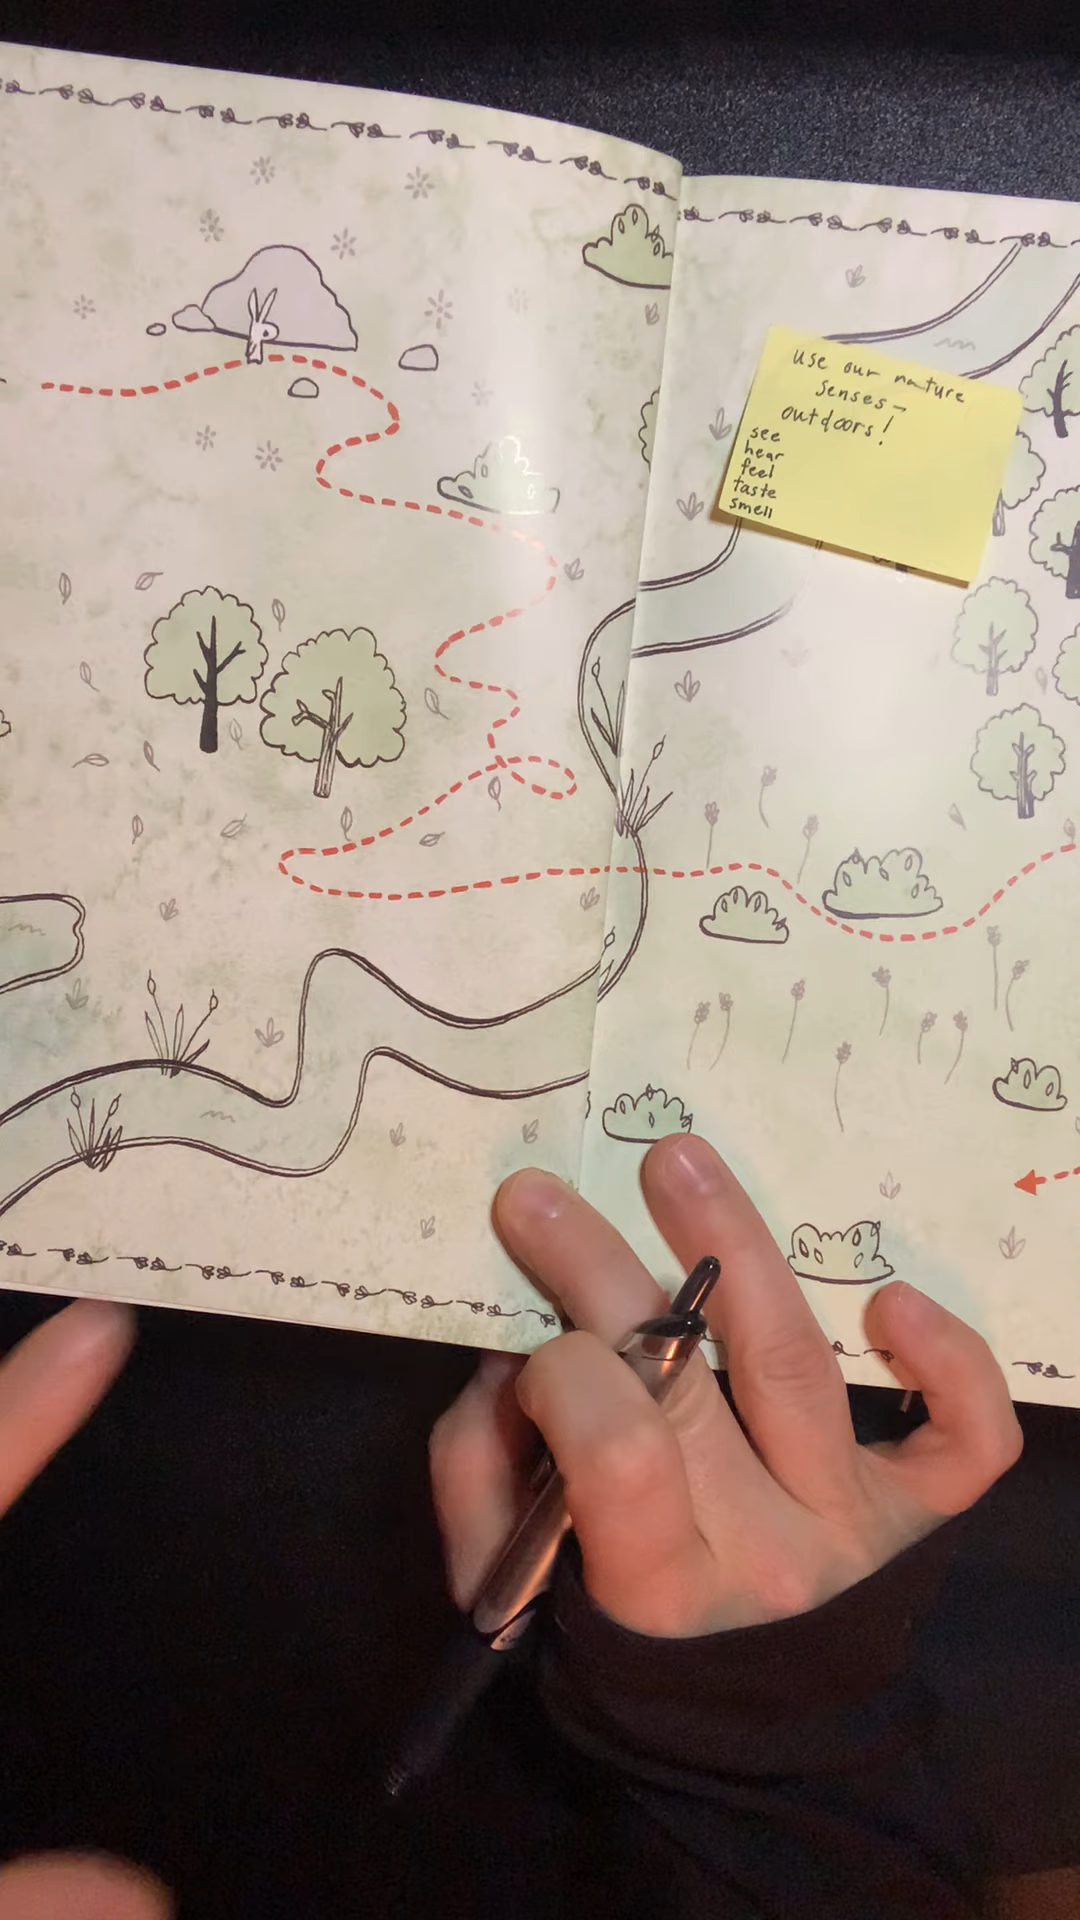 use our nature
senses-
outdoors!
see
hear
feel
taste
smell